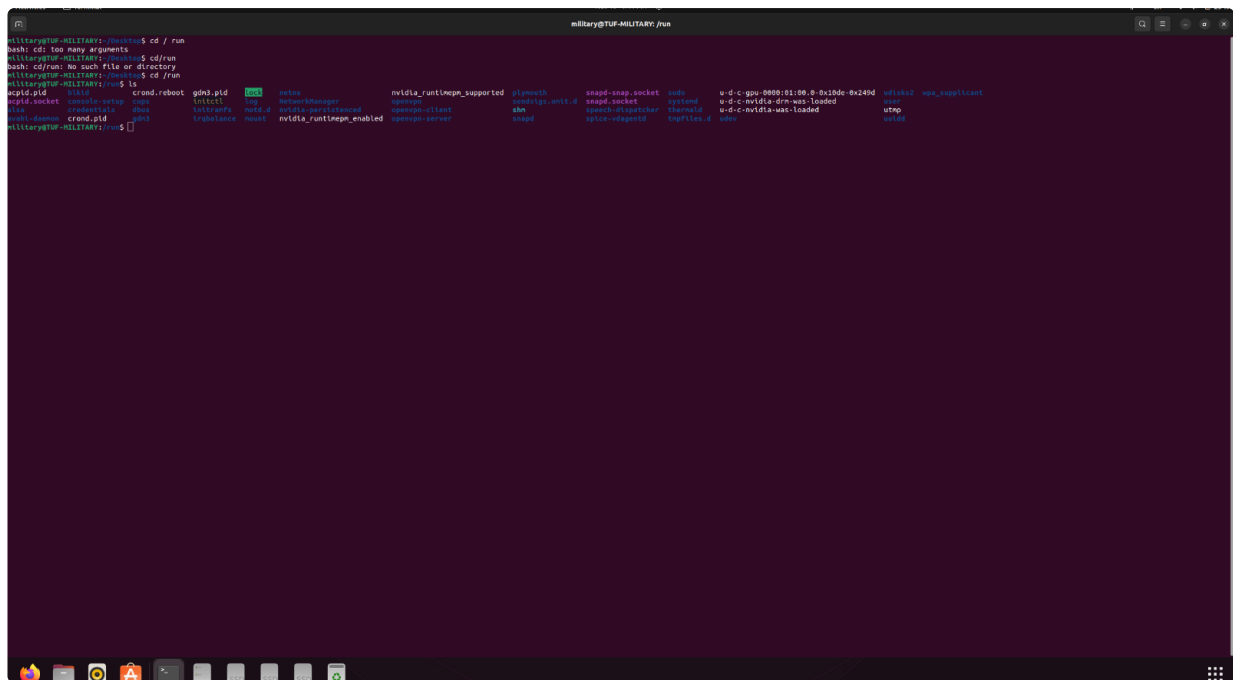 military@TUF-MILITARY: /run
military@TUF-MILITARY:~/Desktop$ cd / run
bash: cd: too many arguments
military@TUF-MILITARY:~/Desktop$ cd/run
bash: cd/run: No such file or directory
military@TUF-MILITARY:~/Desktop$ cd /run
military@TUF-MILITARY:/run$ ls
acpid.pid blkid crond.reboot gdm3.pid lock netns nvidia_runtimepm_supported plymouth snapd-snap.socket sudo u-d-c-gpu-0000:01:00.0-0x10de-0x249d udisks2 wpa_supplicant
acpid.socket console-setup cups initctl log NetworkManager openvpn sendsigs.omit.d snapd.socket systemd u-d-c-nvidia-drm-was-loaded user
alsa credentials dbus initramfs motd.d nvidia-persistenced openvpn-client shm speech-dispatcher thermald u-d-c-nvidia-was-loaded utmp
avahi-daemon crond.pid gdm3 irqbalance mount nvidia_runtimepm_enabled openvpn-server snapd spice-vdagentd tmpfiles.d udev uuidd
military@TUF-MILITARY:/run$